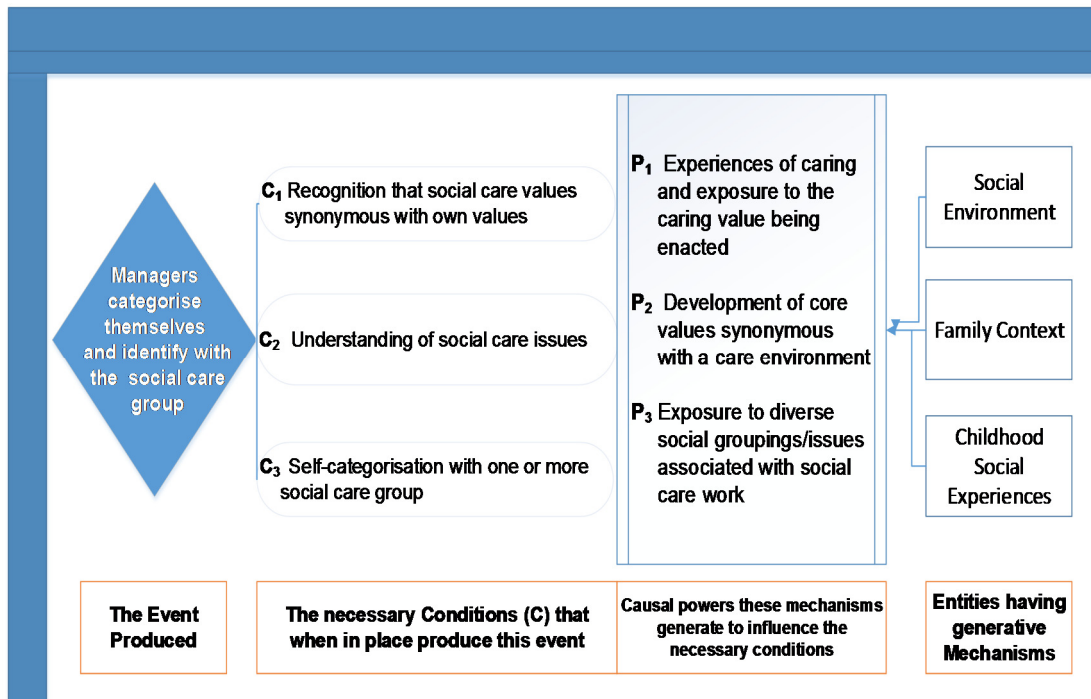 Managers
categorise
themselves
and identify with
the social care
group
C₁ Recognition that social care values
synonymous with own values
C₂ Understanding of social care issues
C₃ Self-categorisation with one or more
social care group
P₁ Experiences of caring
and exposure to the
caring value being
enacted
P₂ Development of core
values synonymous
with a care environment
P₃ Exposure to diverse
social groupings/issues
associated with social
care work
Social
Environment
Family Context
Childhood
Social
Experiences
The Event
Produced
The necessary Conditions (C) that
when in place produce this event
Causal powers these mechanisms
generate to influence the
necessary conditions
Entities having
generative
Mechanisms